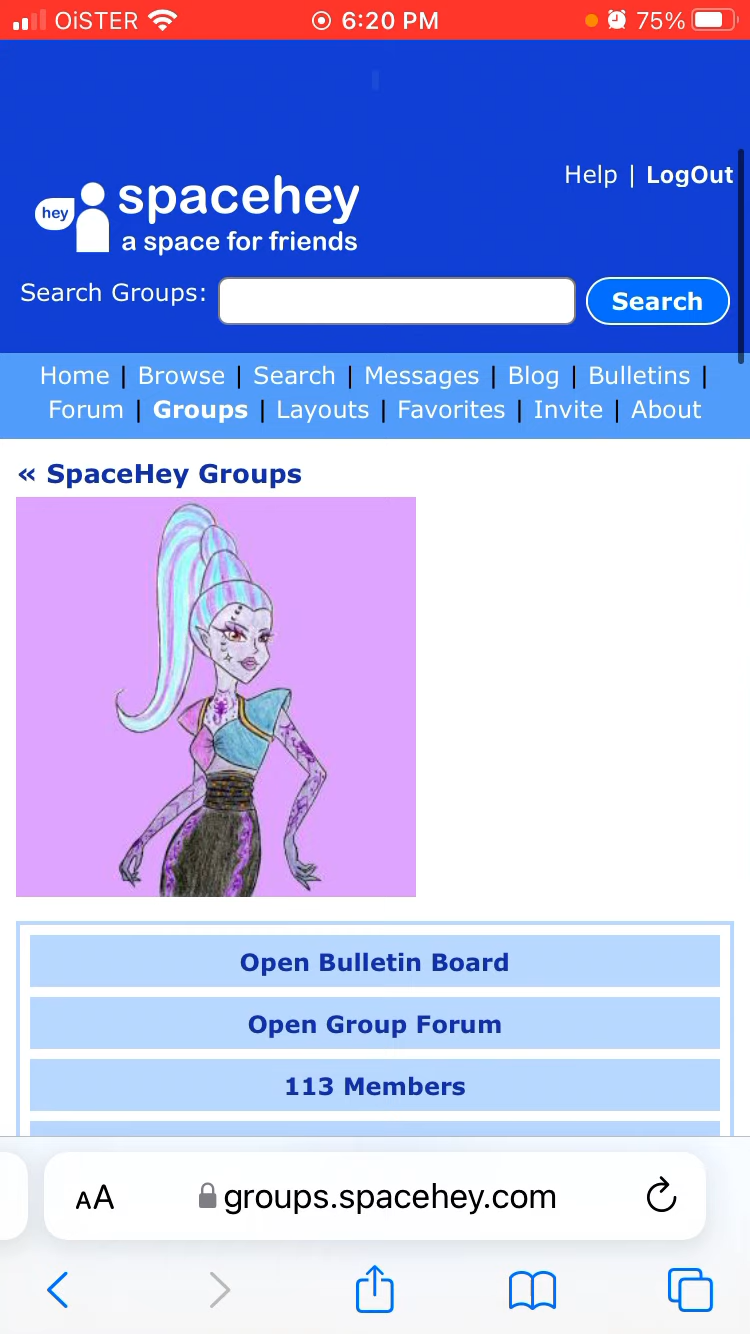 OiSTER 6:20 PM 75%
Help | LogOut
hey spacehey
a space for friends
Search Groups: Search
Home | Browse | Search | Messages | Blog | Bulletins |
Forum | Groups | Layouts | Favorites | Invite | About
« SpaceHey Groups
Open Bulletin Board
Open Group Forum
113 Members
AA groups.spacehey.com